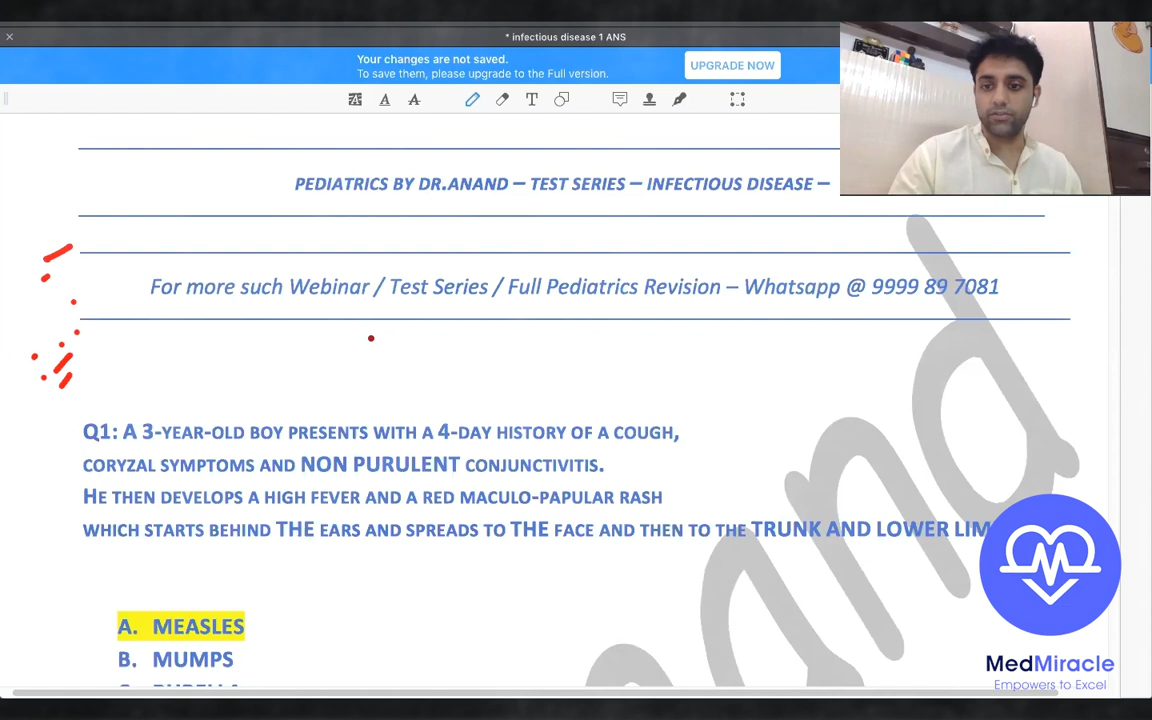 * infectious disease 1 ANS
Your changes are not saved.
To save them, please upgrade to the Full version.
UPGRADE NOW
PEDIATRICS BY DR.ANAND – TEST SERIES – INFECTIOUS DISEASE –
For more such Webinar / Test Series / Full Pediatrics Revision – Whatsapp @ 9999 89 7081
Q1: A 3-YEAR-OLD BOY PRESENTS WITH A 4-DAY HISTORY OF A COUGH,
CORYZAL SYMPTOMS AND NON PURULENT CONJUNCTIVITIS.
HE THEN DEVELOPS A HIGH FEVER AND A RED MACULO-PAPULAR RASH
WHICH STARTS BEHIND THE EARS AND SPREADS TO THE FACE AND THEN TO THE TRUNK AND LOWER LIM
A. MEASLES
B. MUMPS
MedMiracle
Empowers to Excel